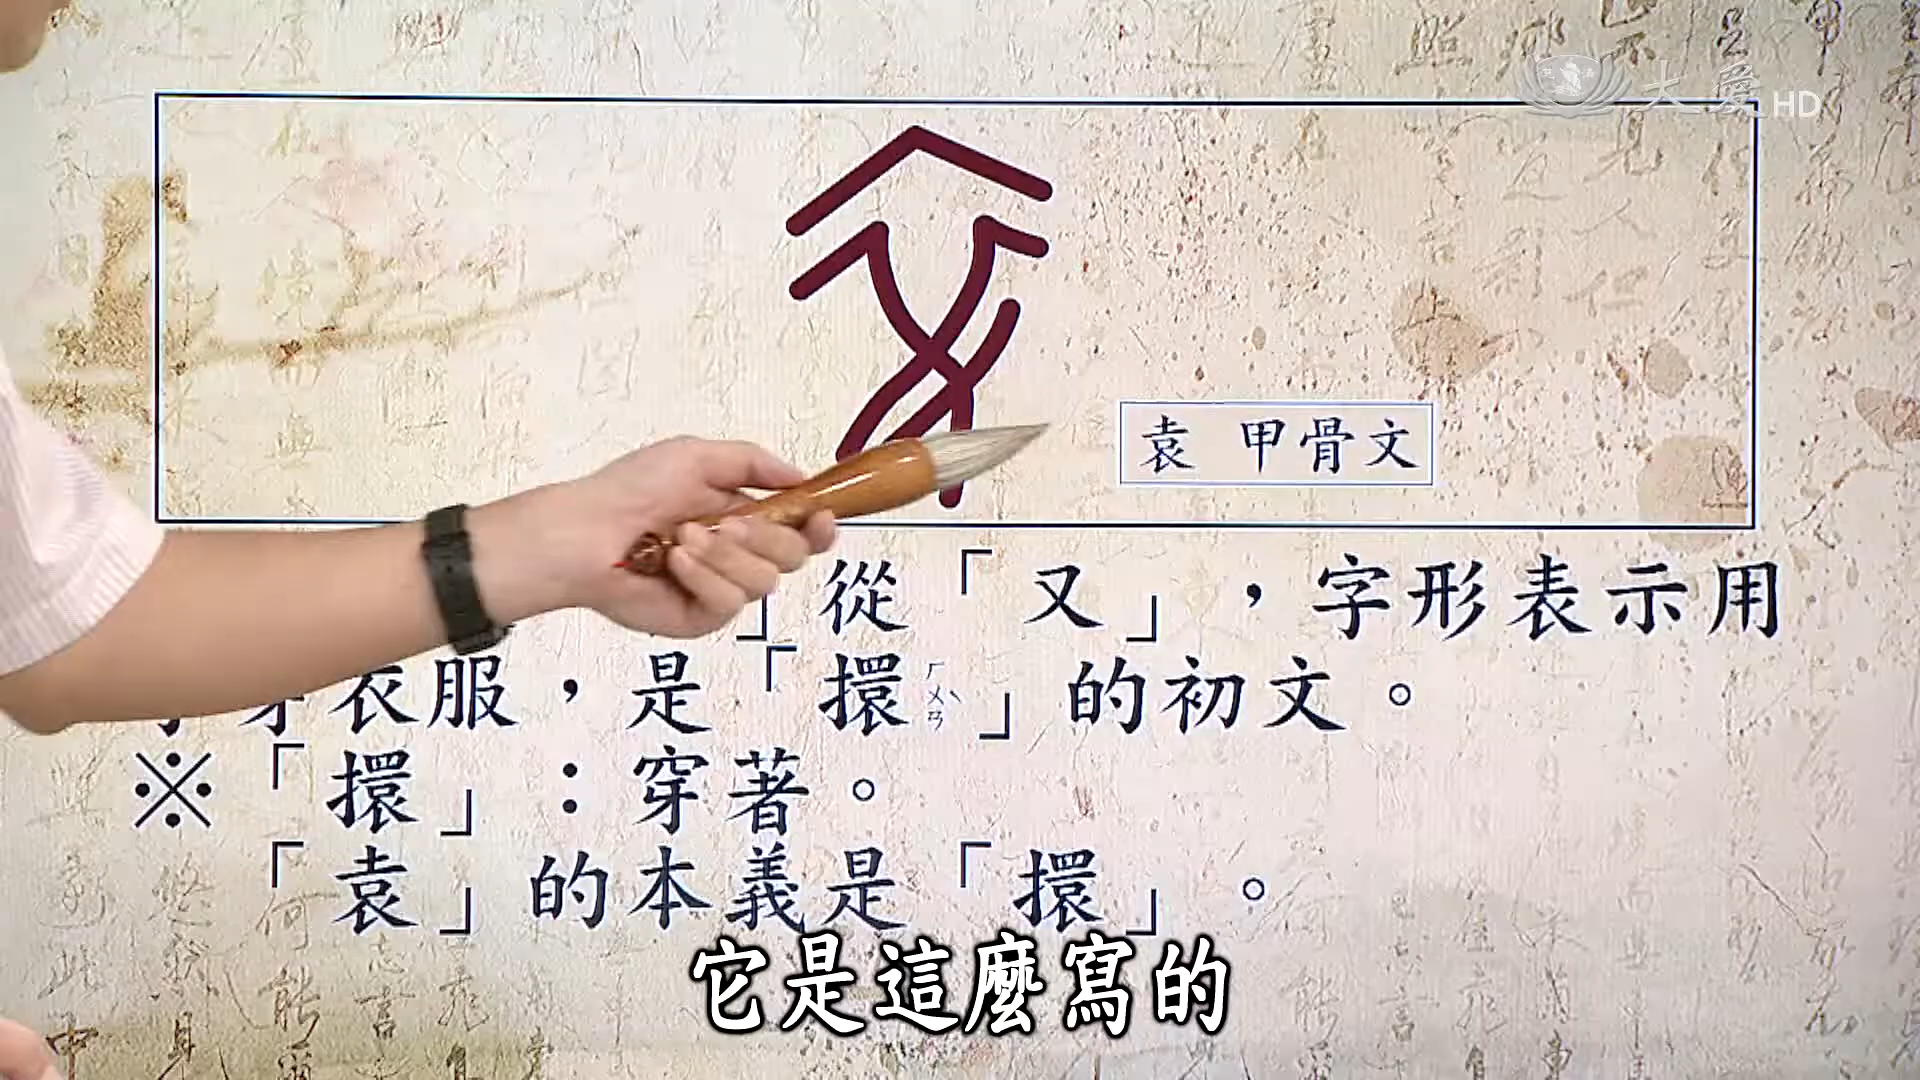 大愛HD
袁 甲骨文
」從「又」,字形表示用
穿衣服,是「擐ㄏㄨㄢˋ」的初文。
※「擐」:穿著。
「袁」的本義是「擐」。
它是這麼寫的